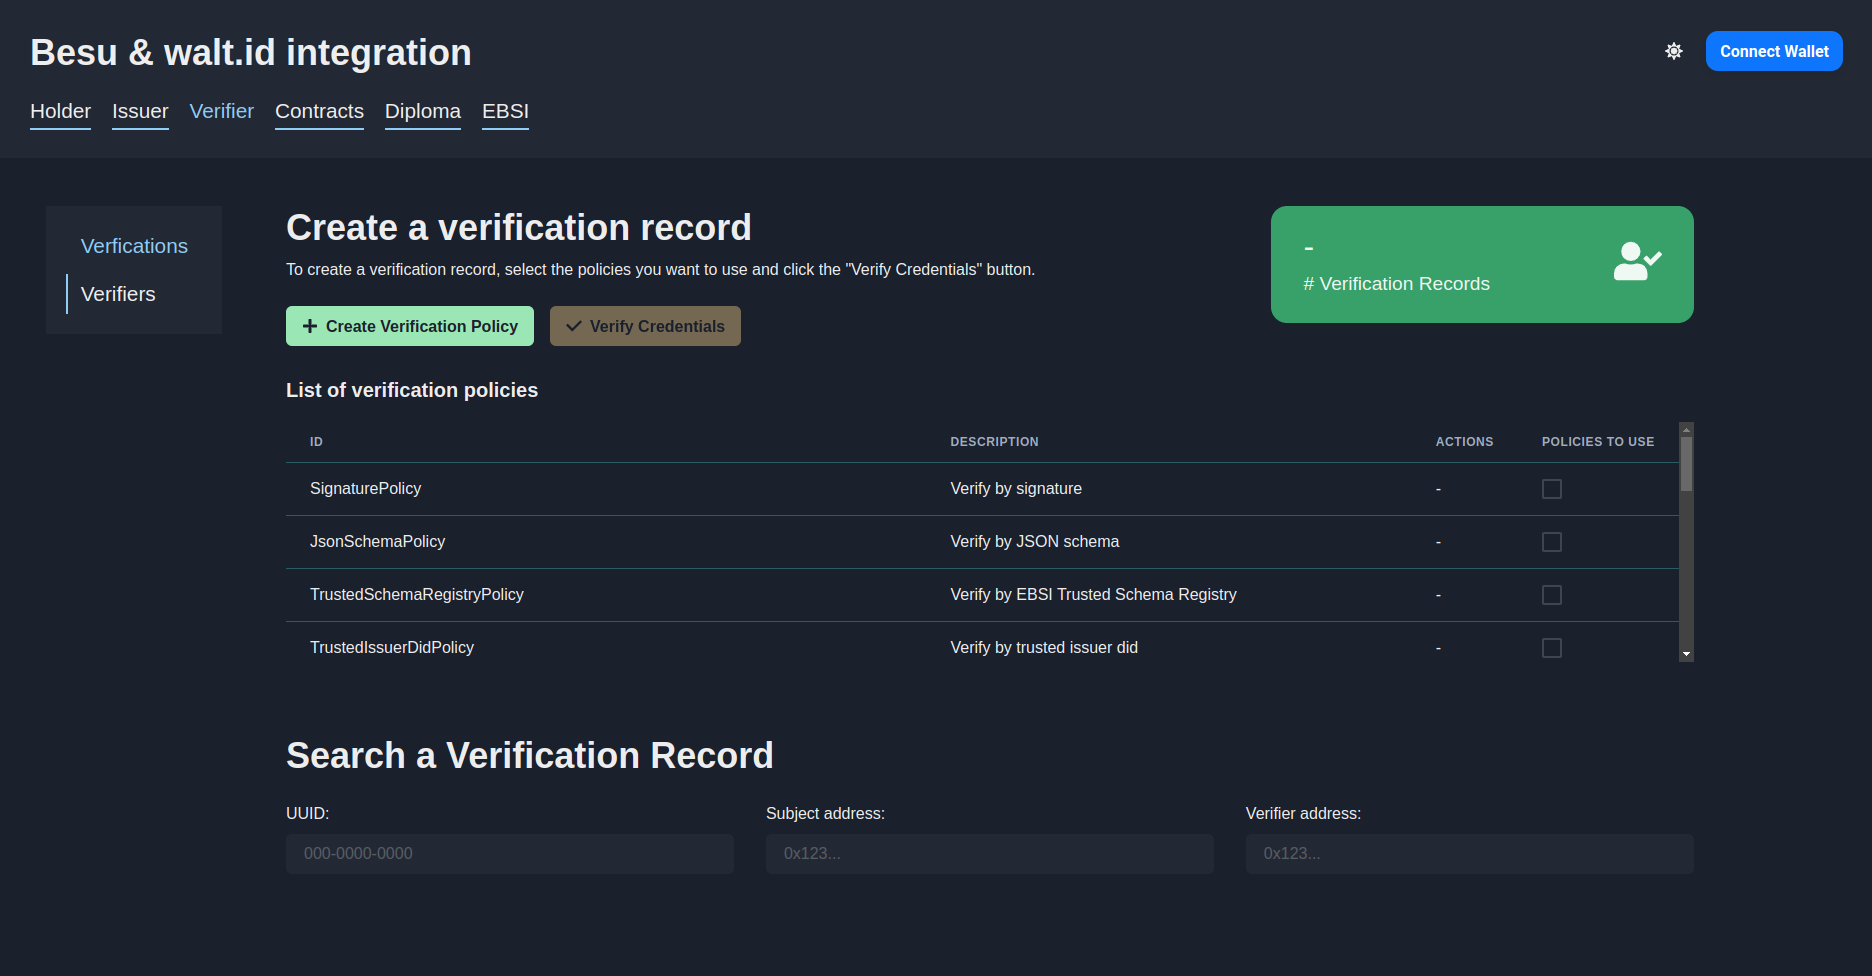 Besu & walt.id integration
Connect Wallet
Holder Issuer Verifier Contracts Diploma EBSI
Verfications
Verifiers
Create a verification record
To create a verification record, select the policies you want to use and click the "Verify Credentials" button.
Create Verification Policy Verify Credentials
-
# Verification Records
List of verification policies
ID DESCRIPTION ACTIONS POLICIES TO USE
SignaturePolicy Verify by signature -
JsonSchemaPolicy Verify by JSON schema -
TrustedSchemaRegistryPolicy Verify by EBSI Trusted Schema Registry -
TrustedIssuerDidPolicy Verify by trusted issuer did -
Search a Verification Record
UUID: Subject address: Verifier address:
000-0000-0000 0x123... 0x123...